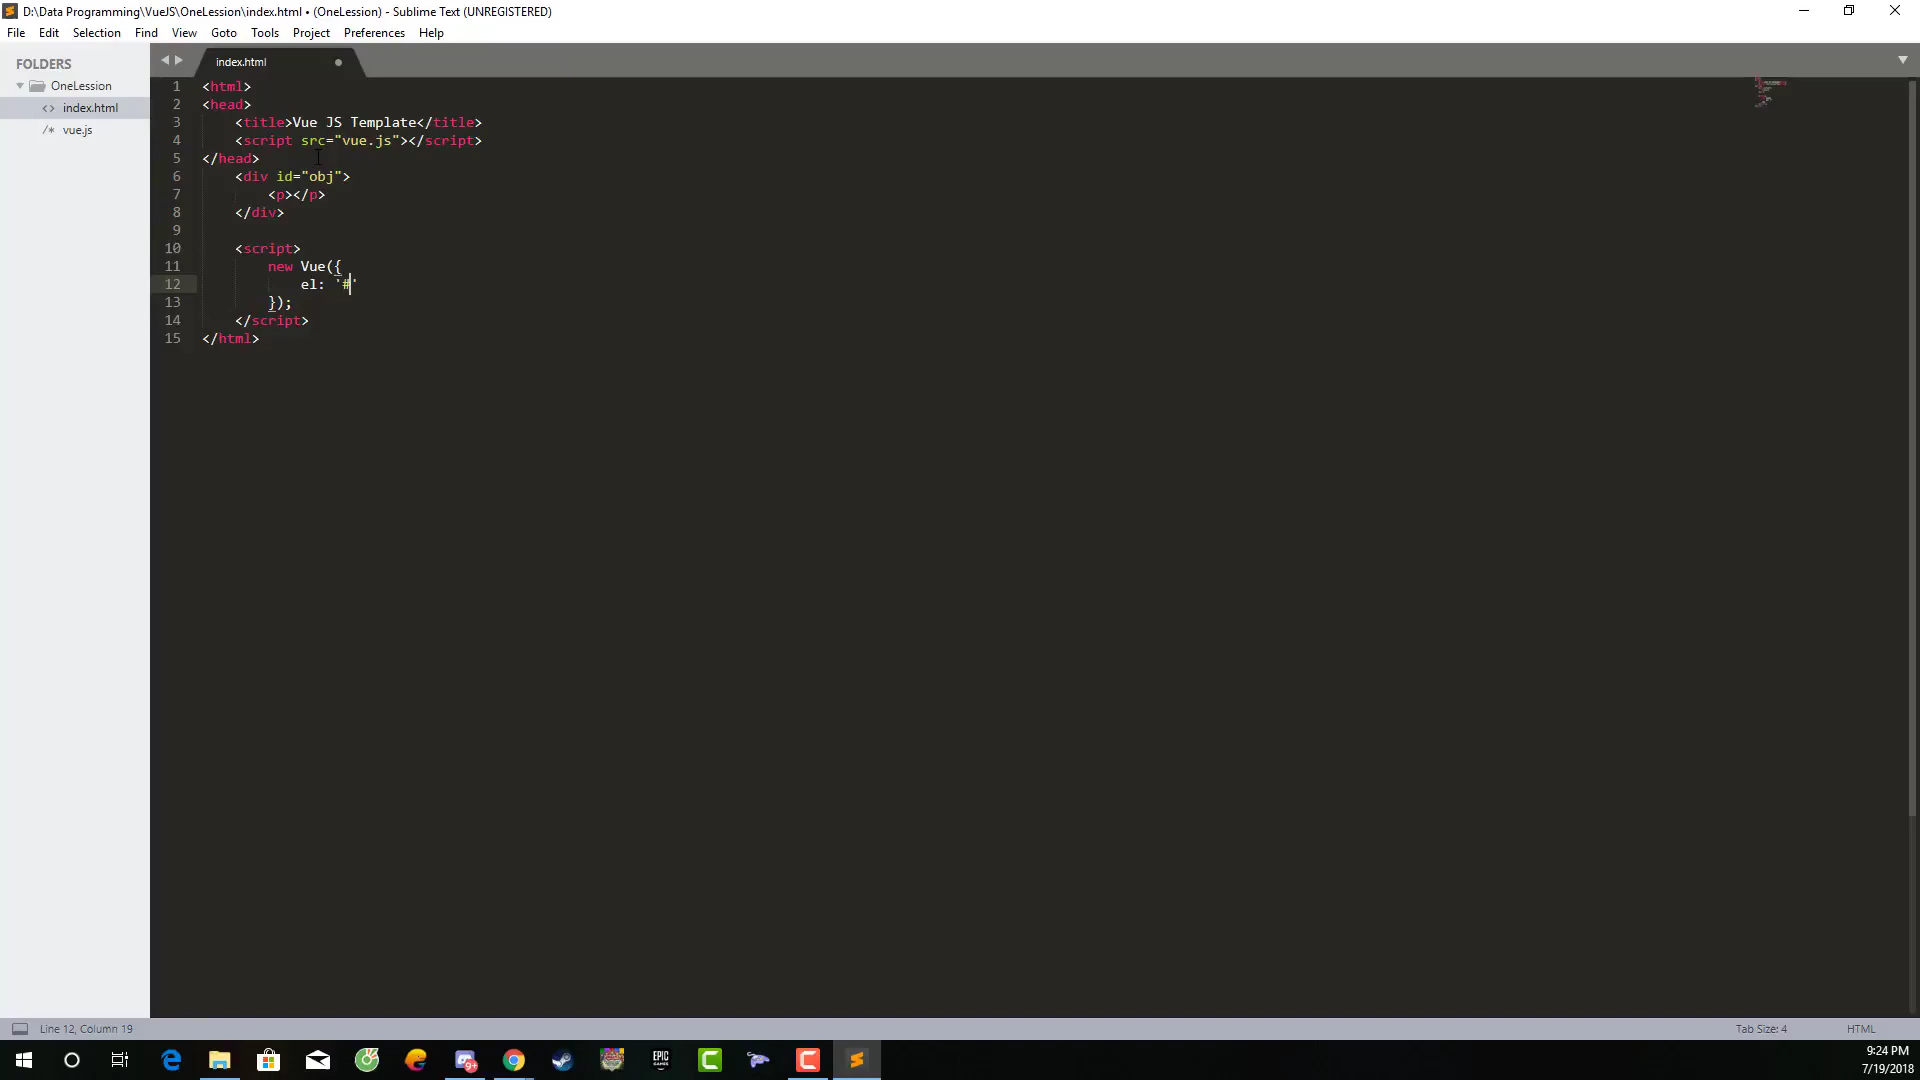 D:\Data Programming\VueJS\OneLession\index.html • (OneLession) - Sublime Text (UNREGISTERED)
File Edit Selection Find View Goto Tools Project Preferences Help
FOLDERS
OneLession
<> index.html
/* vue.js
index.html
1 <html>
2 <head>
3 <title>Vue JS Template</title>
4 <script src="vue.js"></script>
5 </head>
6 <div id="obj">
7 <p></p>
8 </div>
9
10 <script>
11 new Vue({
12 el: '#'
13 });
14 </script>
15 </html>
Line 12, Column 19
Tab Size: 4
HTML
9+
EPIC
GAMES
9:24 PM
7/19/2018